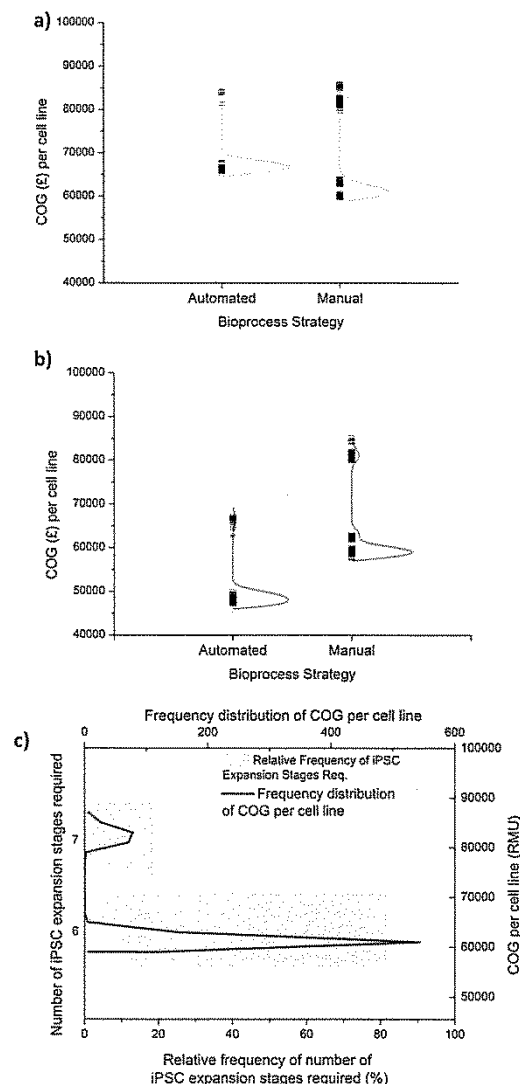 a)
100000
90000
80000
70000
60000
50000
40000
COG (£) per cell line
Automated
Manual
Bioprocess Strategy
b)
100000
90000
80000
70000
60000
50000
40000
COG (£) per cell line
Automated
Manual
Bioprocess Strategy
c)
Frequency distribution of COG per cell line
0
200
400
600
Relative Frequency of iPSC
Expansion Stages Req.
Frequency distribution
of COG per cell line
Number of iPSC expansion stages required
7
6
100000
90000
80000
70000
60000
50000
COG per cell line (RMU)
0
20
40
60
80
100
Relative frequency of number of
iPSC expansion stages required (%)